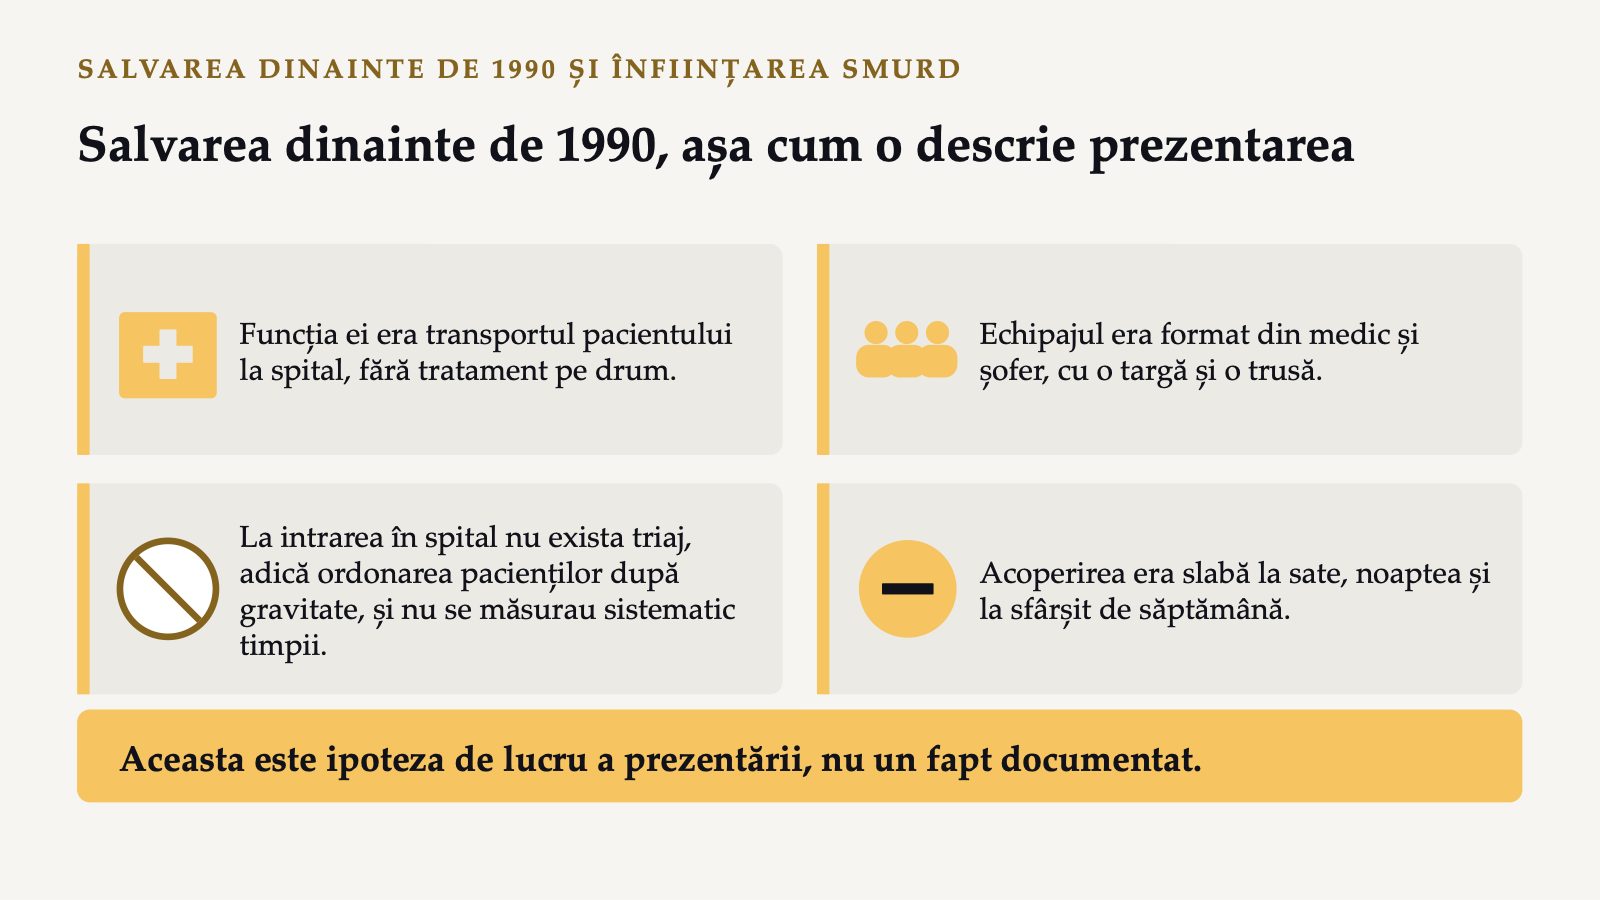 SALVAREA DINAINTE DE 1990 ȘI ÎNFIINȚAREA SMURD
Salvarea dinainte de 1990, așa cum o descrie prezentarea
Funcția ei era transportul pacientului
la spital, fără tratament pe drum.
Echipajul era format din medic și
șofer, cu o targă și o trusă.
La intrarea în spital nu exista triaj,
adică ordonarea pacienților după
gravitate, și nu se măsurau sistematic
timpii.
Acoperirea era slabă la sate, noaptea și
la sfârșit de săptămână.
Aceasta este ipoteza de lucru a prezentării, nu un fapt documentat.